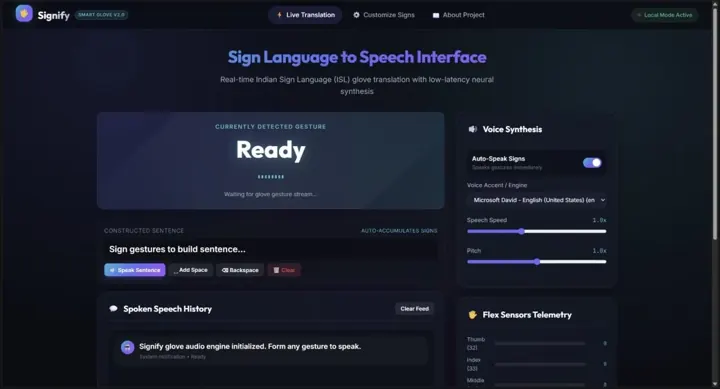 Signify
SMART GLOVE V2.0
Live Translation
Customize Signs
About Project
Local Mode Active
Sign Language to Speech Interface
Real-time Indian Sign Language (ISL) glove translation with low-latency neural
synthesis
CURRENTLY DETECTED GESTURE
Ready
Waiting for glove gesture stream...
CONSTRUCTED SENTENCE
AUTO-ACCUMULATES SIGNS
Sign gestures to build sentence...
Speak Sentence
Add Space
Backspace
Clear
Spoken Speech History
Clear Feed
Signify glove audio engine initialized. Form any gesture to speak.
System notification • Ready
Voice Synthesis
Auto-Speak Signs
Speaks guesses immediately
Voice Accent / Engine
Microsoft David - English (United States) (en
Speech Speed
1.0x
Pitch
1.0x
Flex Sensors Telemetry
Thumb
(32)
0
Index
(33)
0
Middle
0